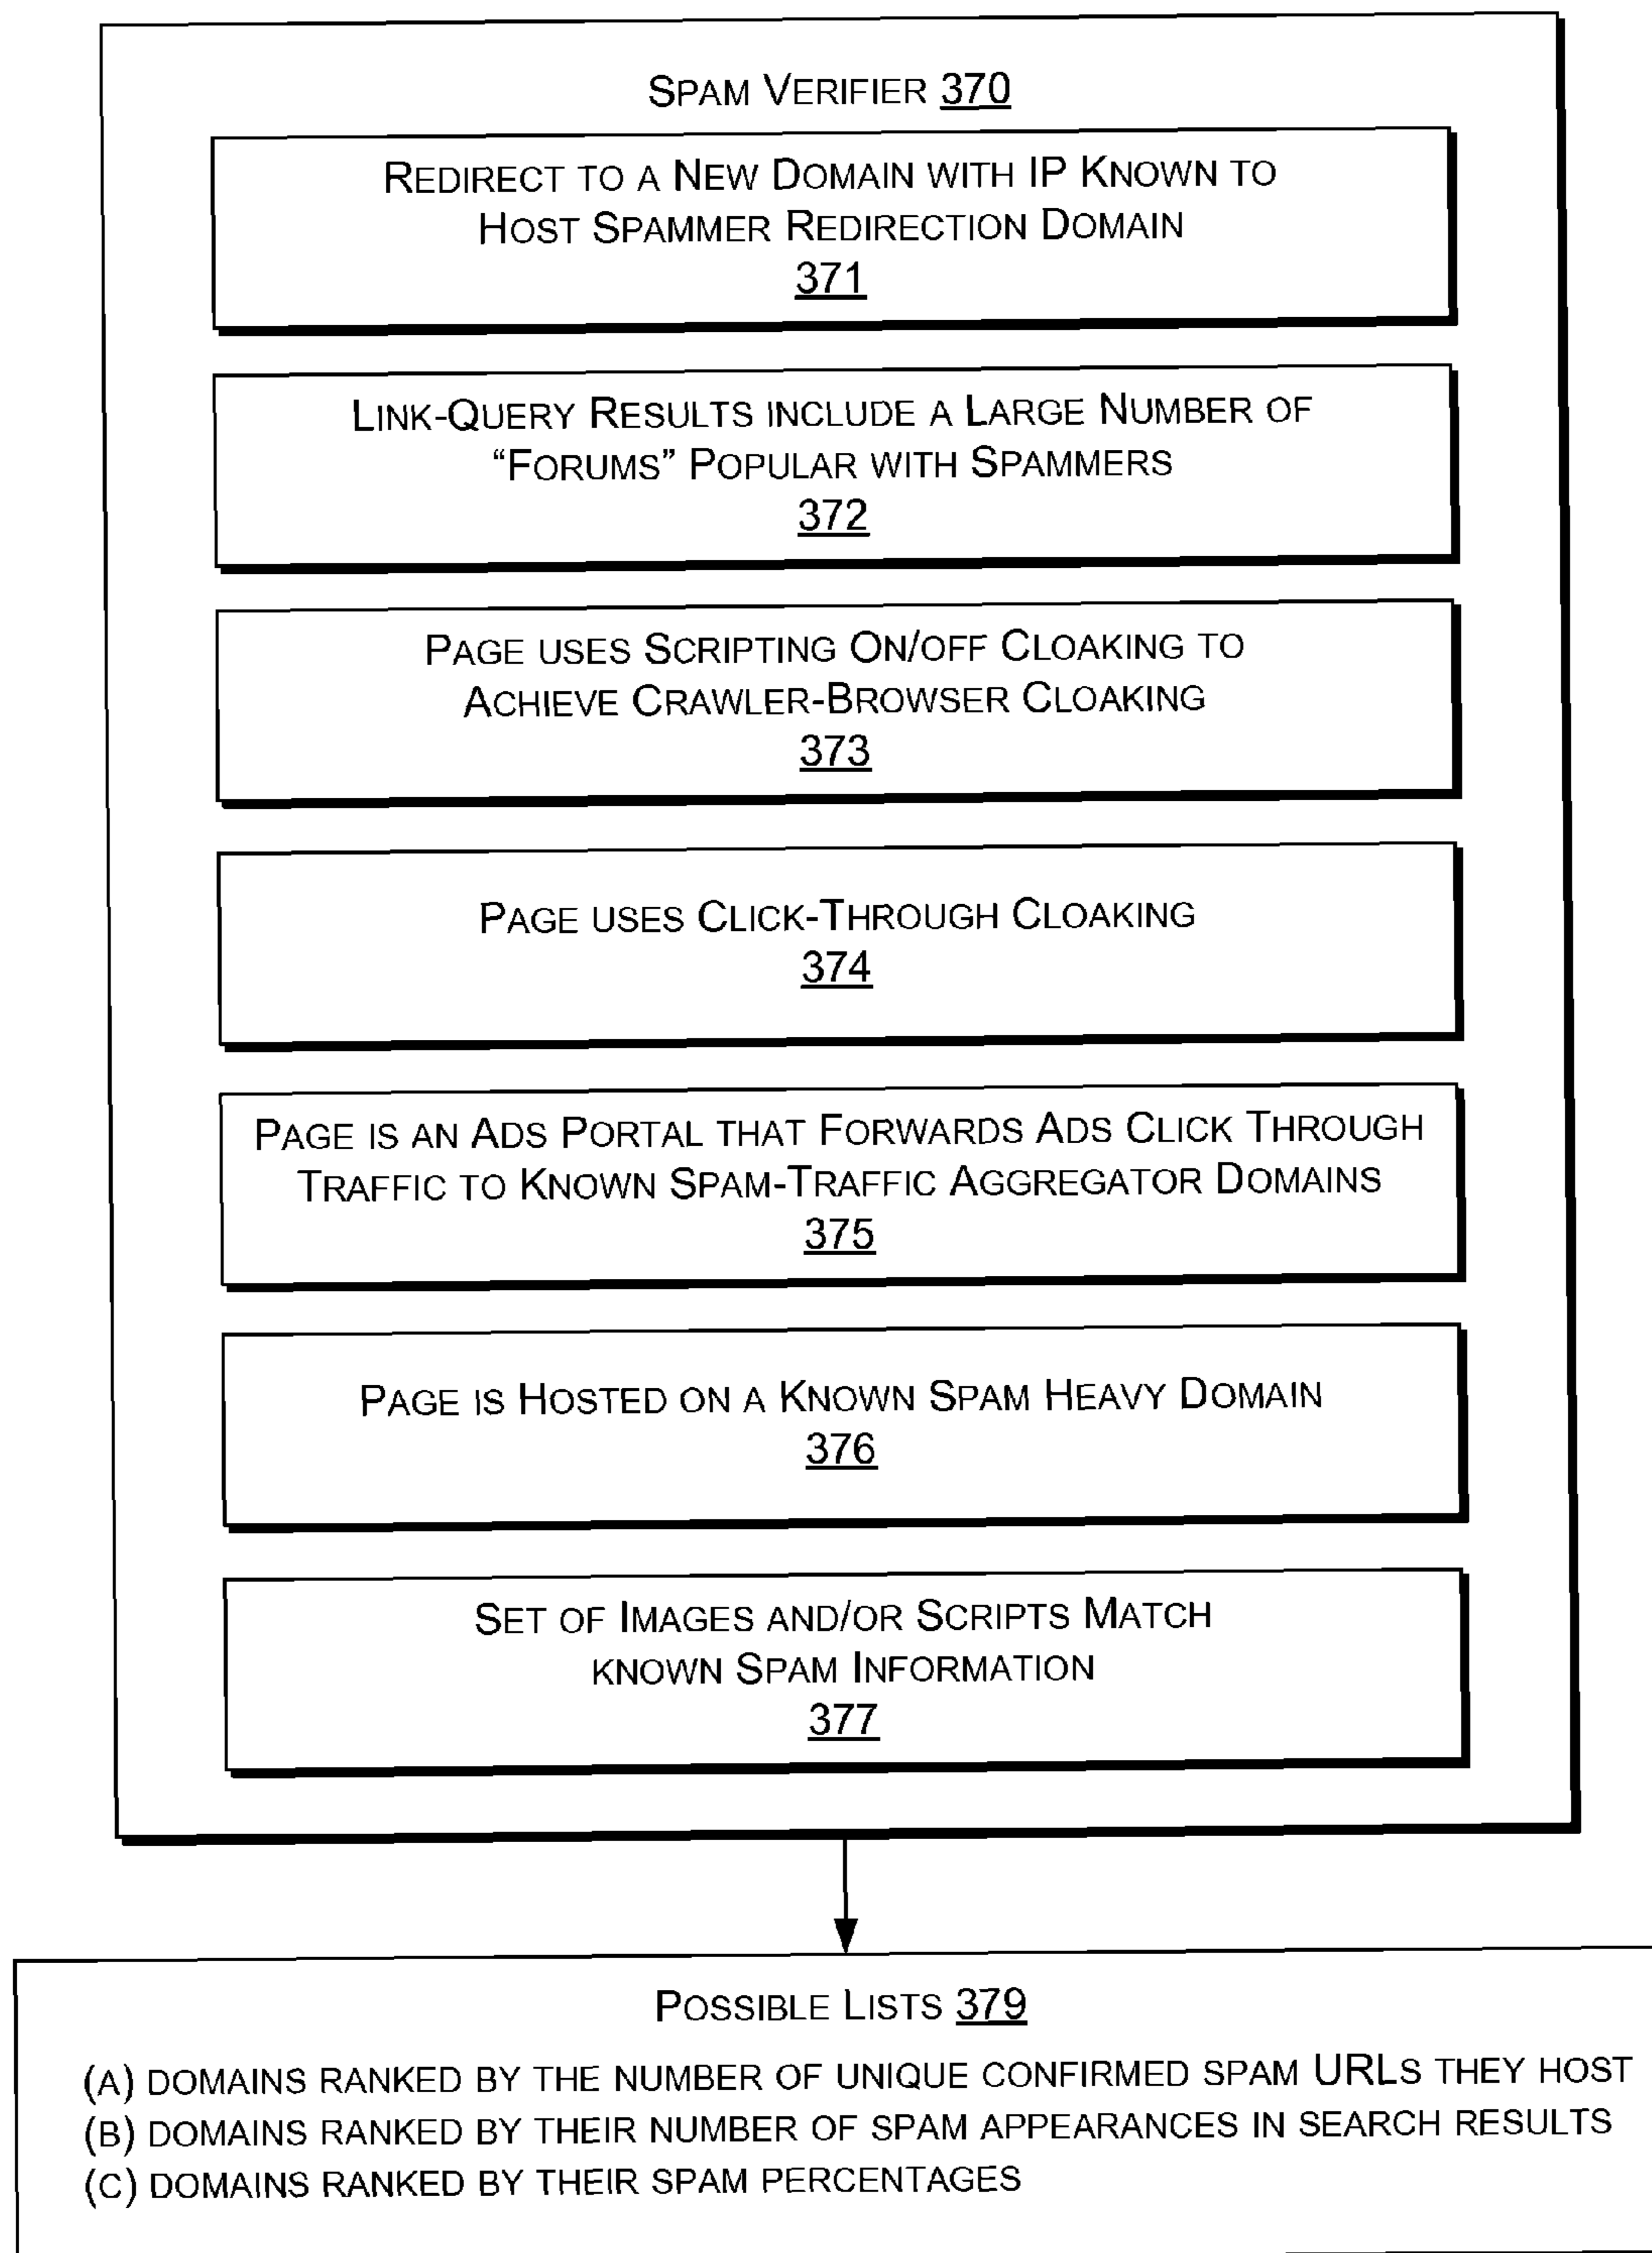 SPAM VERIFIER 370
REDIRECT TO A NEW DOMAIN WITH IP KNOWN TO
HOST SPAMMER REDIRECTION DOMAIN
371
LINK-QUERY RESULTS INCLUDE A LARGE NUMBER OF
“FORUMS” POPULAR WITH SPAMMERS
372
PAGE USES SCRIPTING ON/OFF CLOAKING TO
ACHIEVE CRAWLER-BROWSER CLOAKING
373
PAGE USES CLICK-THROUGH CLOAKING
374
PAGE IS AN ADS PORTAL THAT FORWARDS ADS CLICK THROUGH
TRAFFIC TO KNOWN SPAM-TRAFFIC AGGREGATOR DOMAINS
375
PAGE IS HOSTED ON A KNOWN SPAM HEAVY DOMAIN
376
SET OF IMAGES AND/OR SCRIPTS MATCH
KNOWN SPAM INFORMATION
377
POSSIBLE LISTS 379
(A) DOMAINS RANKED BY THE NUMBER OF UNIQUE CONFIRMED SPAM URLS THEY HOST
(B) DOMAINS RANKED BY THEIR NUMBER OF SPAM APPEARANCES IN SEARCH RESULTS
(C) DOMAINS RANKED BY THEIR SPAM PERCENTAGES